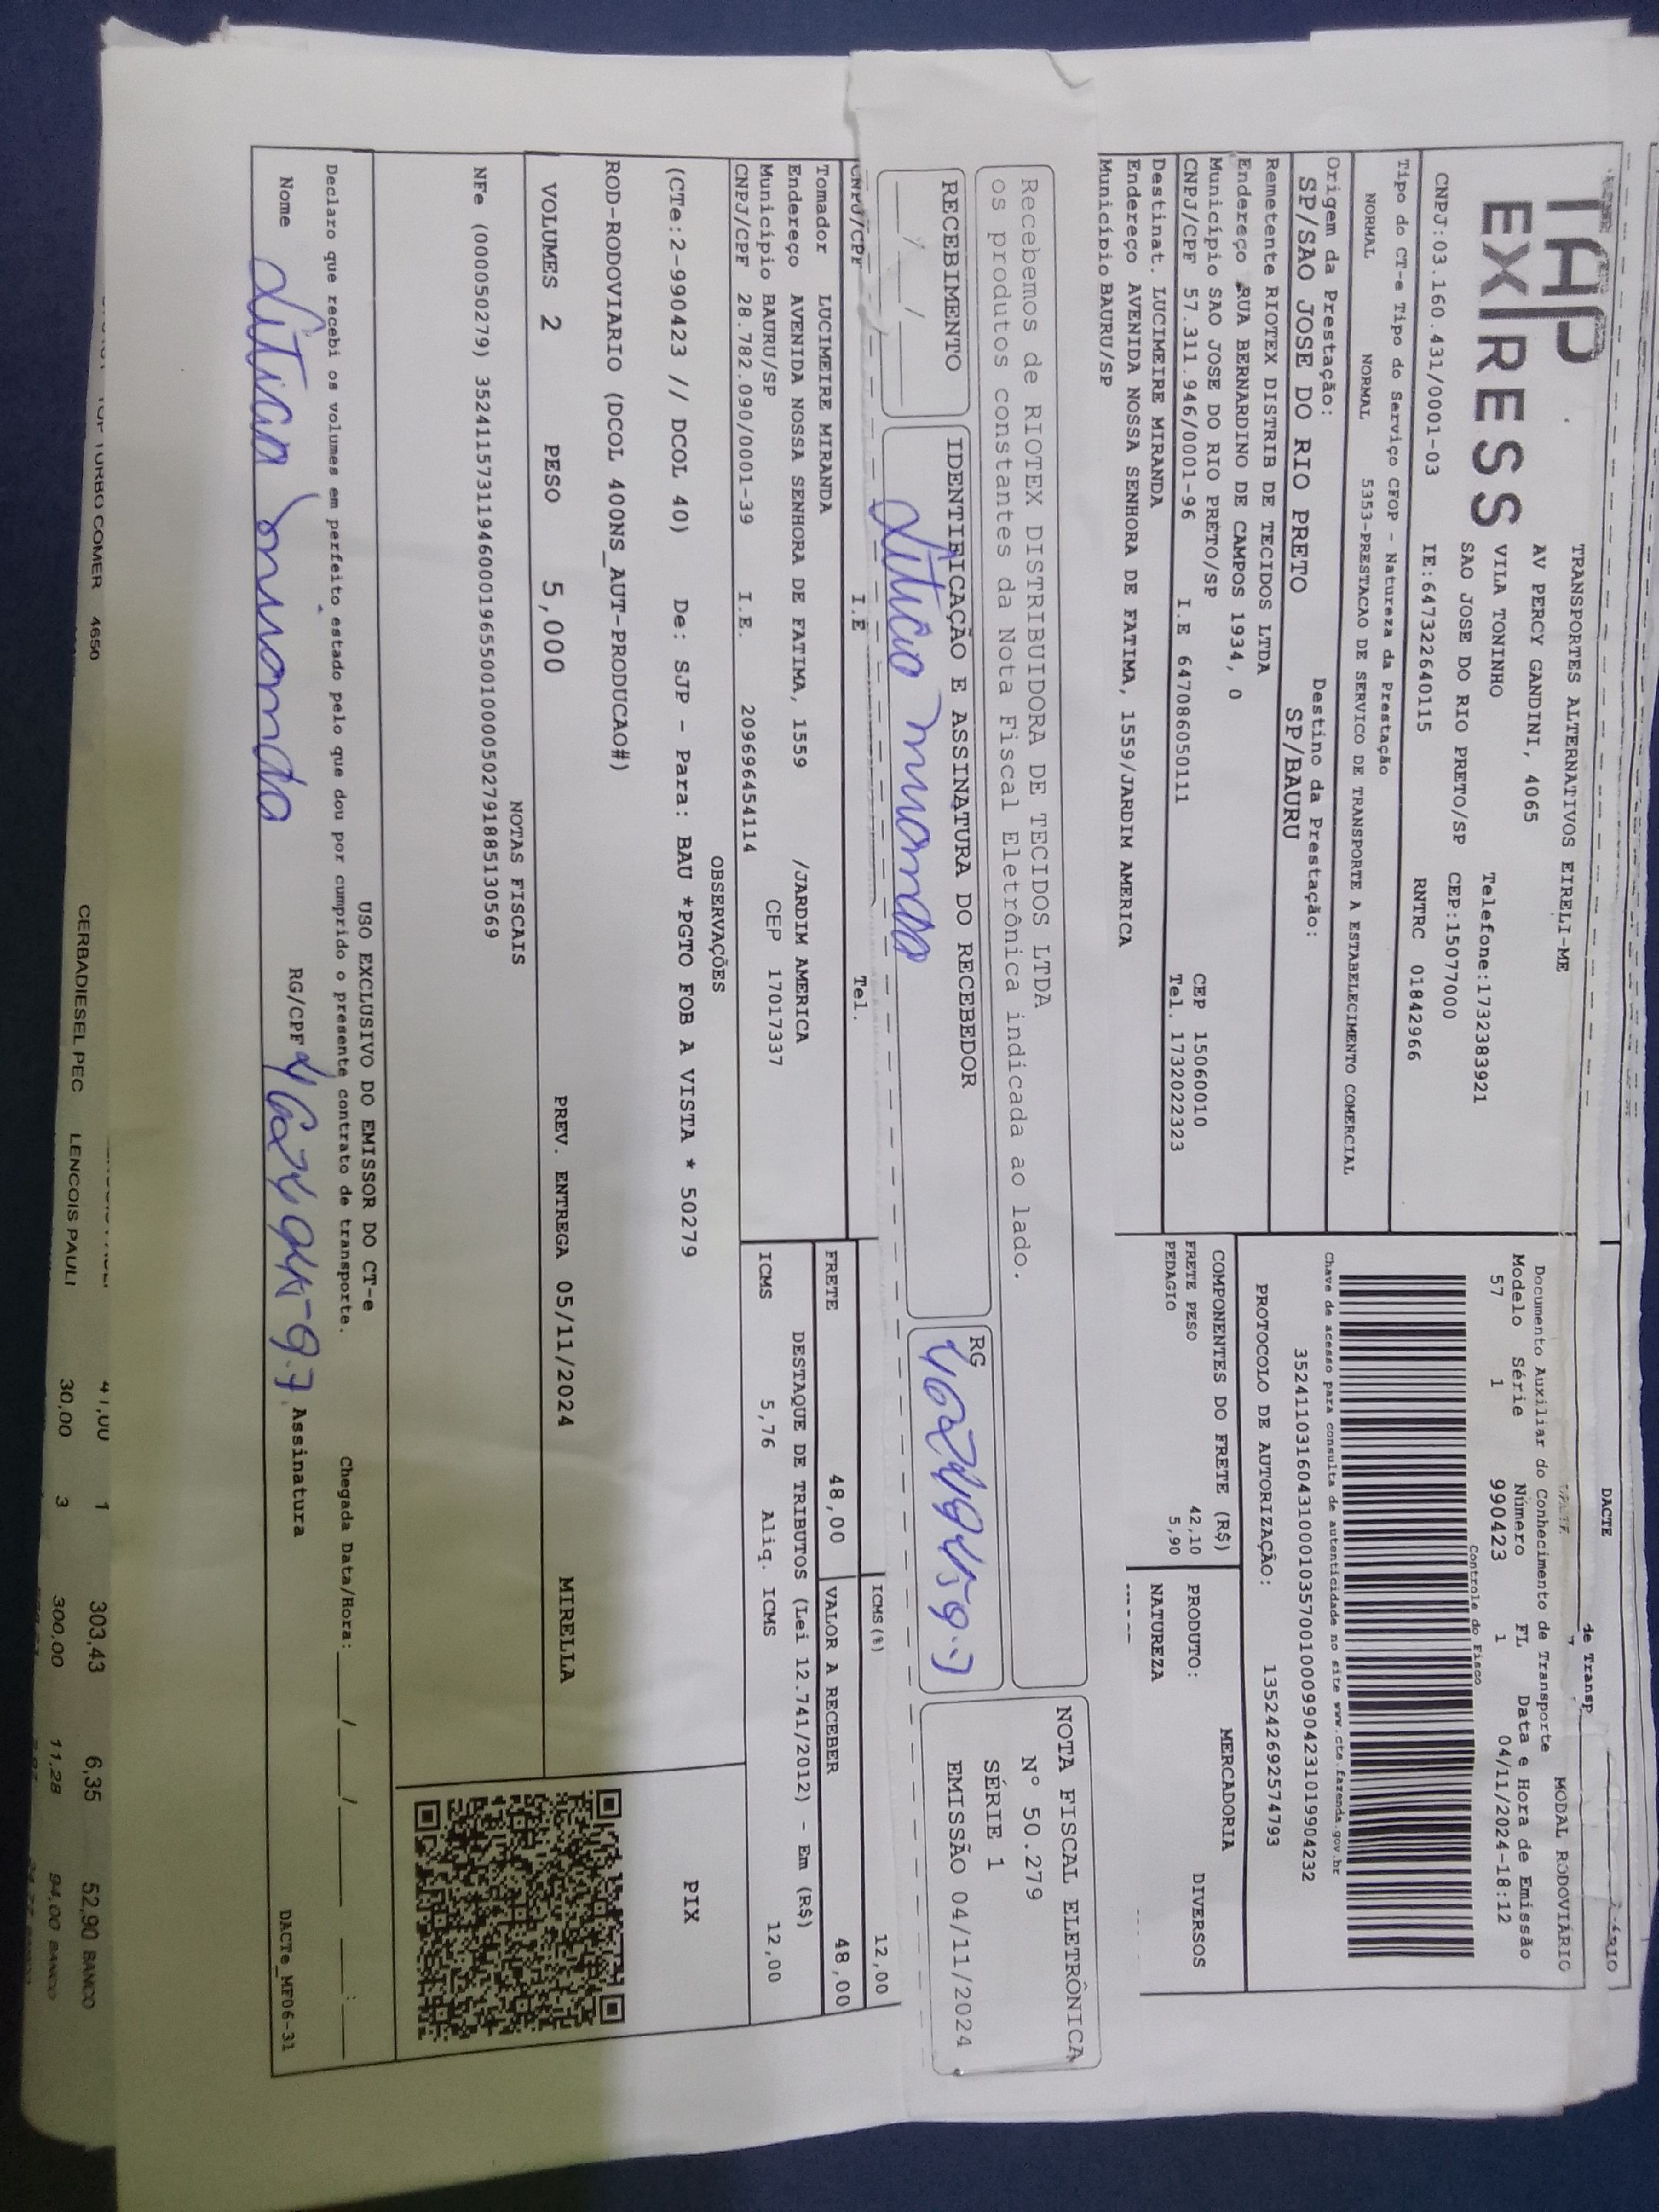 DACTE
de Transp
TAP
EXPRESS
TRANSPORTES ALTERNATIVOS EIRELI-ME
AV PERCY GANDINI, 4065
VILA TONINHO Telefone:1732383921
SAO JOSE DO RIO PRETO/SP CEP:15077000
CNPJ:03.160.431/0001-03 IE:647322640115 RNTRC 01842966
MODAL RODOVIÁRIO
Documento Auxiliar do Conhecimento de Transporte
Modelo Série Número FL Data e Hora de Emissão
57 1 990423 1 04/11/2024-18:12
Controle do Fisco
Tipo do CT-e Tipo do Serviço CFOP - Natureza da Prestação
NORMAL NORMAL 5353-PRESTACAO DE SERVICO DE TRANSPORTE A ESTABELECIMENTO COMERCIAL
Chave de acesso para consulta de autenticidade no site www.cte.fazenda.gov.br
35241103160431000103570010009904231019904232
Origem da Prestação: Destino da Prestação:
SP/SAO JOSE DO RIO PRETO SP/BAURU
PROTOCOLO DE AUTORIZAÇÃO: 135242692574793
Remetente RIOTEX DISTRIB DE TECIDOS LTDA
Endereço RUA BERNARDINO DE CAMPOS 1934, 0
Município SAO JOSE DO RIO PRETO/SP CEP 15060010
CNPJ/CPF 57.311.946/0001-96 I.E 647086050111 Tel. 1732022323
Destinat. LUCIMEIRE MIRANDA
Endereço AVENIDA NOSSA SENHORA DE FATIMA, 1559/JARDIM AMERICA
Município BAURU/SP
COMPONENTES DO FRETE (R$)
FRETE PESO 42,10
PEDAGIO 5,90
MERCADORIA
PRODUTO: DIVERSOS
NATUREZA
Recebemos de RIOTEX DISTRIBUIDORA DE TECIDOS LTDA
os produtos constantes da Nota Fiscal Eletrônica indicada ao lado.
NOTA FISCAL ELETRÔNICA
N° 50.279
SÉRIE 1
EMISSÃO 04/11/2024
RECEBIMENTO
IDENTIFICAÇÃO E ASSINATURA DO RECEBEDOR
RG
CNPJ/CPF I.E Tel.
ICMS(%) 12,00
Tomador LUCIMEIRE MIRANDA
Endereço AVENIDA NOSSA SENHORA DE FATIMA, 1559 /JARDIM AMERICA
Município BAURU/SP CEP 17017337
CNPJ/CPF 28.782.090/0001-39 I.E. 209696454114
FRETE 48,00 VALOR A RECEBER 48,00
DESTAQUE DE TRIBUTOS (Lei 12.741/2012) - Em (R$)
ICMS 5,76 Aliq. ICMS 12,00
OBSERVAÇÕES
(CTe:2-990423 // DCOL 40) De: SJP - Para: BAU *PGTO FOB A VISTA * 50279
PIX
ROD-RODOVIARIO (DCOL 400NS_AUT-PRODUCAO#)
VOLUMES 2 PESO 5,000 PREV. ENTREGA 05/11/2024 MIRELLA
NOTAS FISCAIS
NFe (000050279) 35241157311946000196550010000502791885130569
USO EXCLUSIVO DO EMISSOR DO CT-e
Declaro que recebi os volumes em perfeito estado pelo que dou por cumprido o presente contrato de transporte. Chegada Data/Hora: ___/___/___ ___:___
Nome RG/CPF Assinatura
DACTe_MF06-31
TURBO COMER 4650 1 303,43 6,35 52,90 BANCO
CERBADIESEL PEC LENCOIS PAULI 30,00 3 300,00 11,28 94,00 BANCO